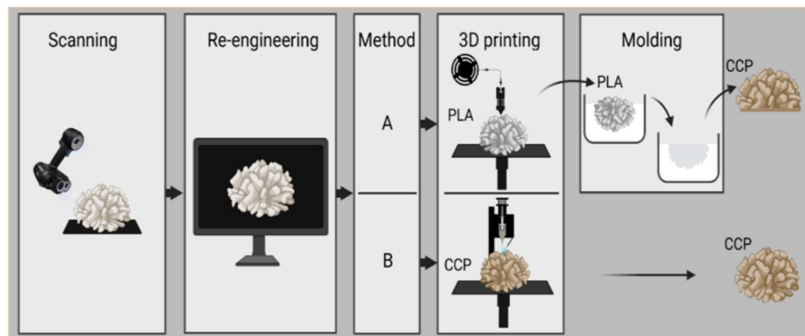 Scanning
Re-engineering
Method
3D printing
Molding
A
PLA
PLA
CCP
B
CCP
CCP